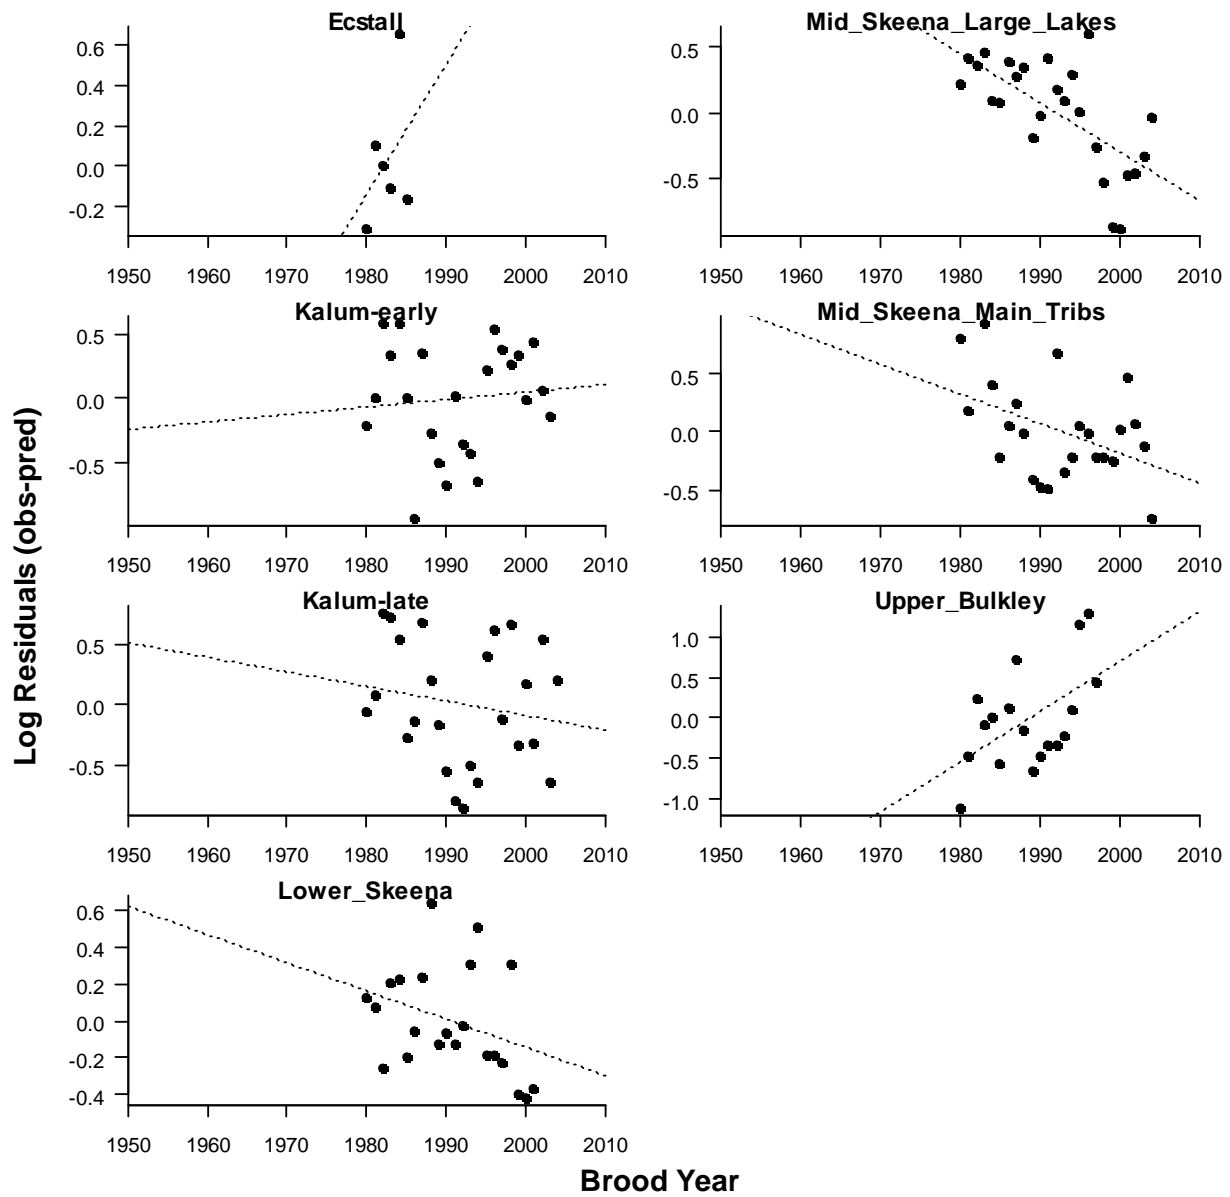 Ecstall
0.6
0.4
0.2
0.0
-0.2
1950 1960 1970 1980 1990 2000 2010
Mid_Skeena_Large_Lakes
0.5
0.0
-0.5
1950 1960 1970 1980 1990 2000 2010
Kalum-early
0.5
0.0
-0.5
1950 1960 1970 1980 1990 2000 2010
Mid_Skeena_Main_Tribs
0.5
0.0
-0.5
1950 1960 1970 1980 1990 2000 2010
Kalum-late
0.5
0.0
-0.5
1950 1960 1970 1980 1990 2000 2010
Upper_Bulkley
1.0
0.5
0.0
-0.5
-1.0
1950 1960 1970 1980 1990 2000 2010
Lower_Skeena
0.6
0.4
0.2
0.0
-0.2
-0.4
1950 1960 1970 1980 1990 2000 2010
Log Residuals (obs-pred)
Brood Year